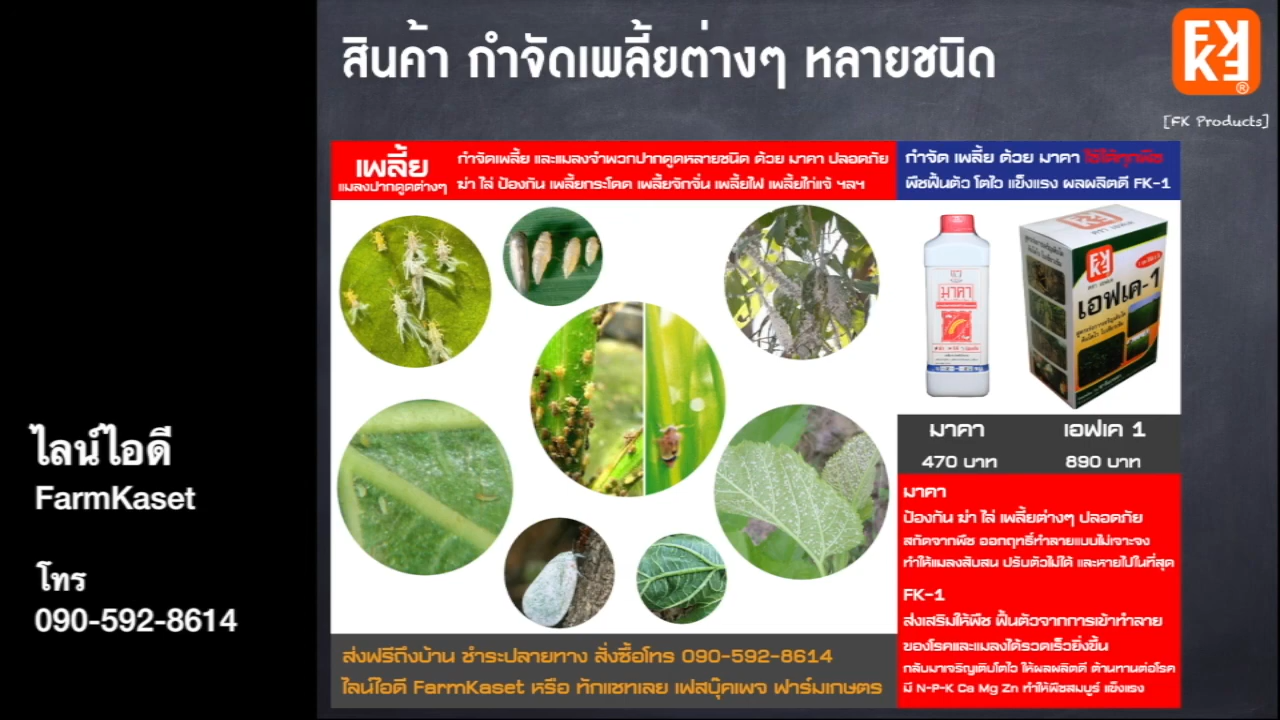 สินค้า กำจัดเพลี้ยต่างๆ หลายชนิด
FK
[FK Products]
เพลี้ย
แมลงปากดูดต่างๆ
กำจัดเพลี้ย และแมลงจำพวกปากดูดหลายชนิด ด้วย มาคา ปลอดภัย
ฆ่า ไล่ ป้องกัน เพลี้ยกระโดด เพลี้ยจักจั่น เพลี้ยไฟ เพลี้ยไก่แจ้ ฯลฯ
กำจัด เพลี้ย ด้วย มาคา ใช้ได้ทุกพืช
พืชฟื้นตัว โตไว แข็งแรง ผลผลิตดี FK-1
มาคา
เอฟเค-1
มาคา
เอฟเค 1
470 บาท
890 บาท
มาคา
ป้องกัน ฆ่า ไล่ เพลี้ยต่างๆ ปลอดภัย
สกัดจากพืช ออกฤทธิ์ทำลายแบบไม่เจาะจง
ทำให้แมลงสับสน ปรับตัวไม่ได้ และหายไปในที่สุด
FK-1
ส่งเสริมให้พืช ฟื้นตัวจากการเข้าทำลาย
ของโรคและแมลงได้รวดเร็วยิ่งขึ้น
กลับมาเจริญเติบโตไว ให้ผลผลิตดี ต้านทานต่อโรค
มี N-P-K Ca Mg Zn ทำให้พืชสมบูร์ แข็งแรง
ไลน์ไอดี
FarmKaset
โทร
090-592-8614
ส่งฟรีถึงบ้าน ชำระปลายทาง สั่งซื้อโทร 090-592-8614
ไลน์ไอดี FarmKaset หรือ ทักแชทเลย เฟสบุ๊คเพจ ฟาร์มเกษตร